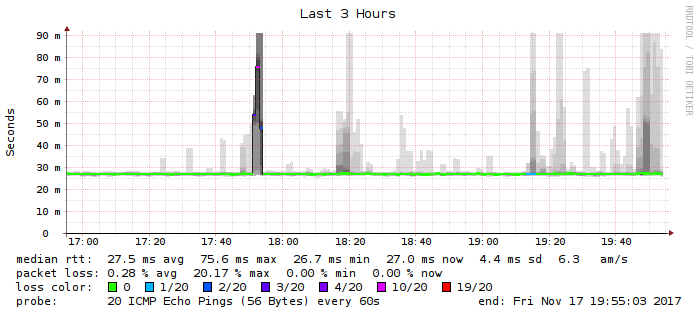 Last 3 Hours
RRDTOOL / TOBI OETIKER
Seconds
90 m
80 m
70 m
60 m
50 m
40 m
30 m
20 m
10 m
0
17:00 17:20 17:40 18:00 18:20 18:40 19:00 19:20 19:40
median rtt: 27.5 ms avg 75.6 ms max 26.7 ms min 27.0 ms now 4.4 ms sd 6.3 am/s
packet loss: 0.28 % avg 20.17 % max 0.00 % min 0.00 % now
loss color: 0 1/20 2/20 3/20 4/20 10/20 19/20
probe: 20 ICMP Echo Pings (56 Bytes) every 60s end: Fri Nov 17 19:55:03 2017